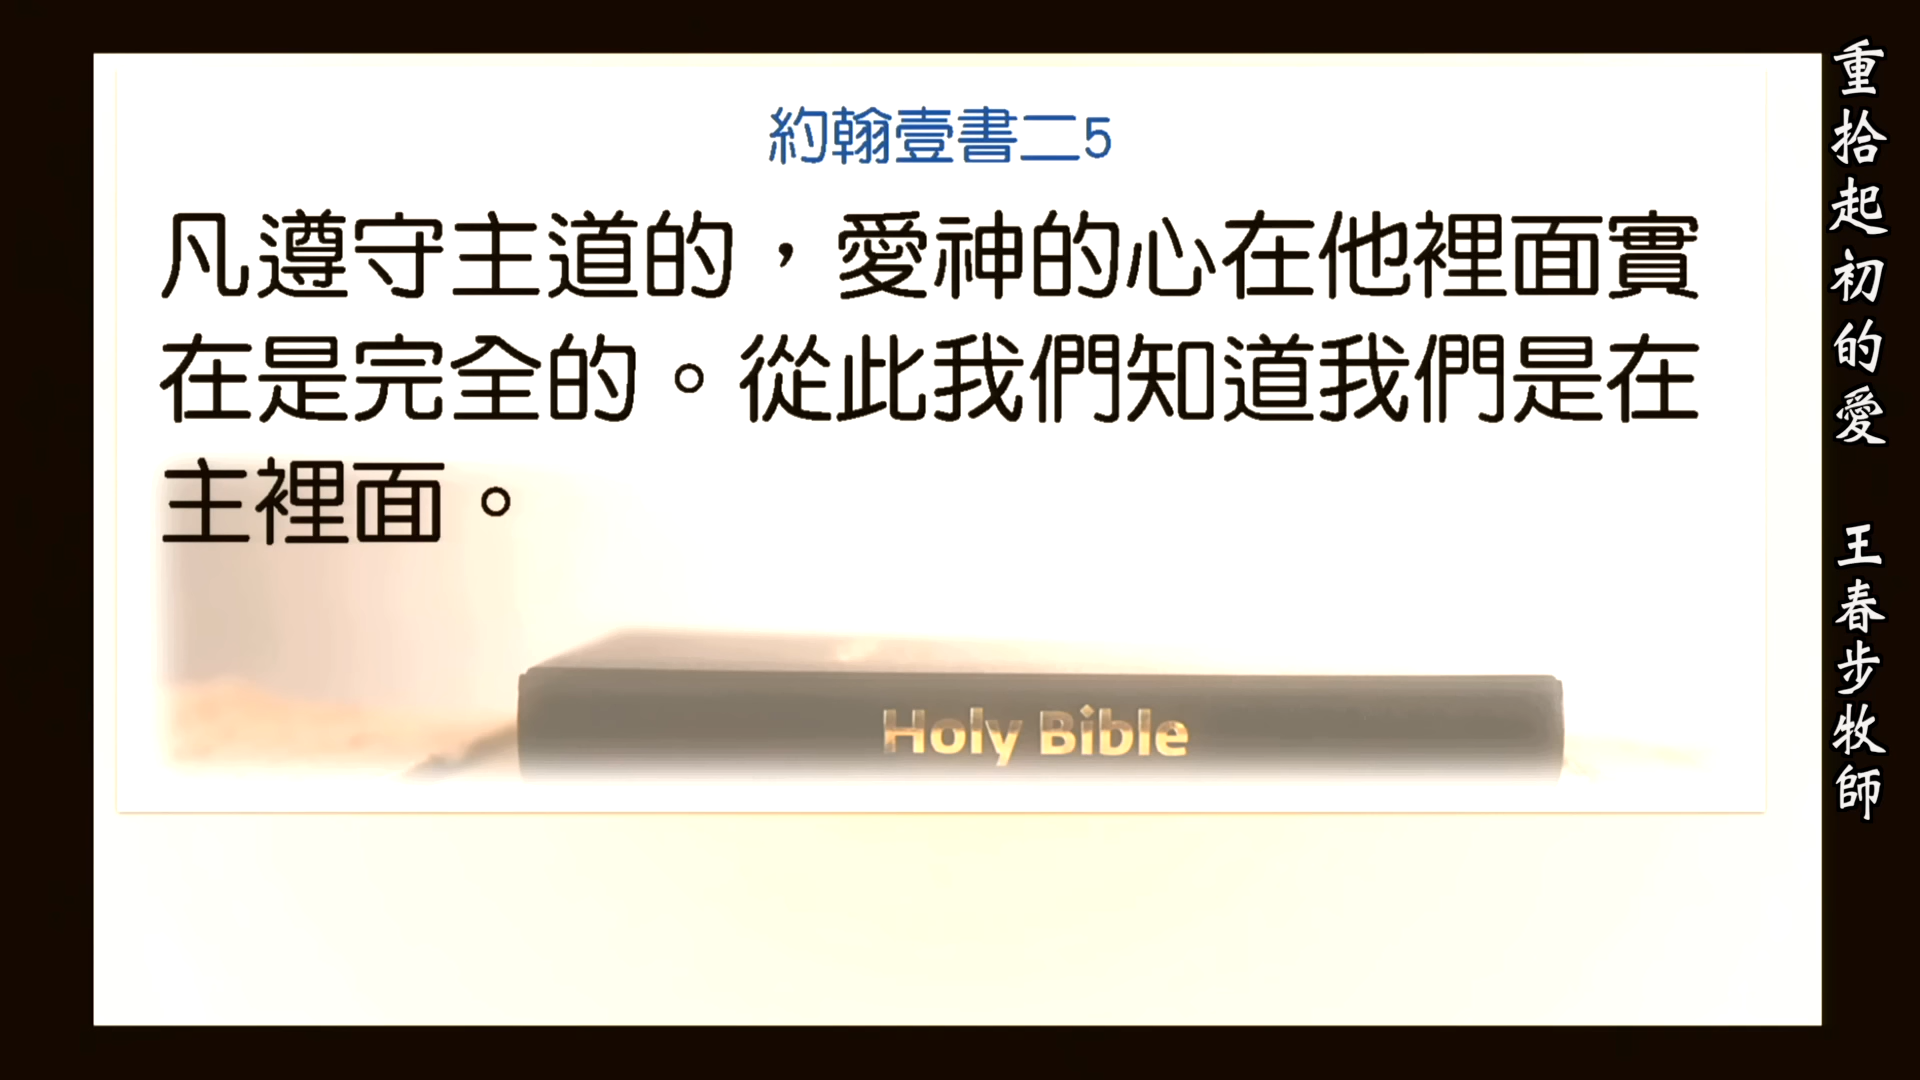 約翰壹書二5
凡遵守主道的，愛神的心在他裡面實
在是完全的。從此我們知道我們是在
主裡面。
Holy Bible
重拾起初的愛 王春步牧師